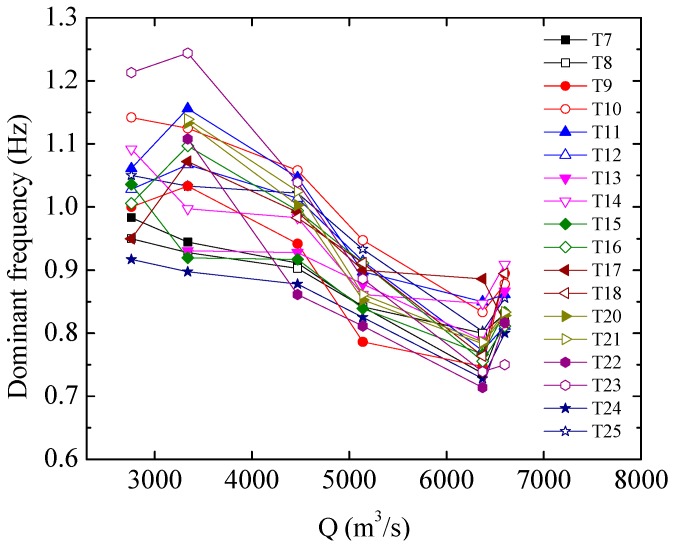 1.3
1.2
1.1
1.0
0.9
0.8
0.7
0.6
Dominant frequency (Hz)
3000 4000 5000 6000 7000 8000
Q (m³/s)
T7
T8
T9
T10
T11
T12
T13
T14
T15
T16
T17
T18
T20
T21
T22
T23
T24
T25